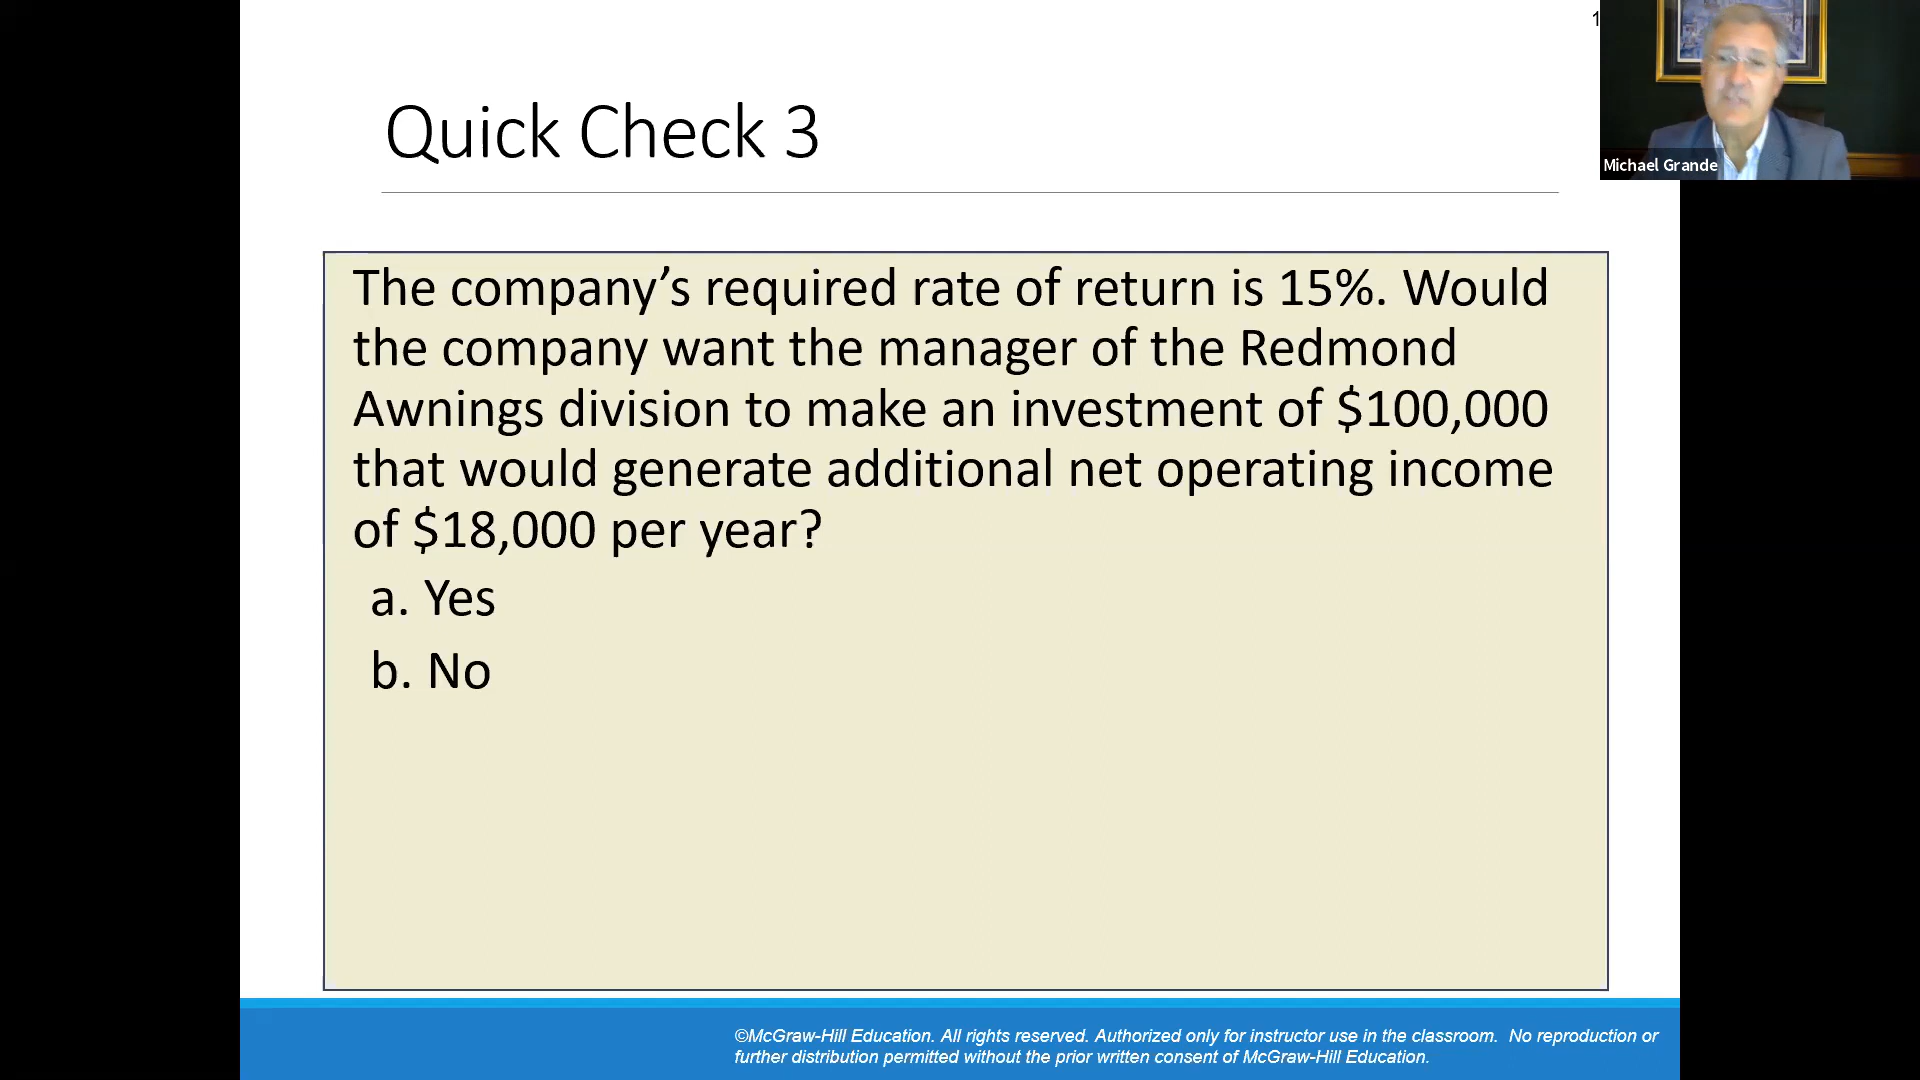 1
Quick Check 3
Michael Grande
The company’s required rate of return is 15%. Would
the company want the manager of the Redmond
Awnings division to make an investment of $100,000
that would generate additional net operating income
of $18,000 per year?
a. Yes
b. No
©McGraw-Hill Education. All rights reserved. Authorized only for instructor use in the classroom.  No reproduction or
further distribution permitted without the prior written consent of McGraw-Hill Education.